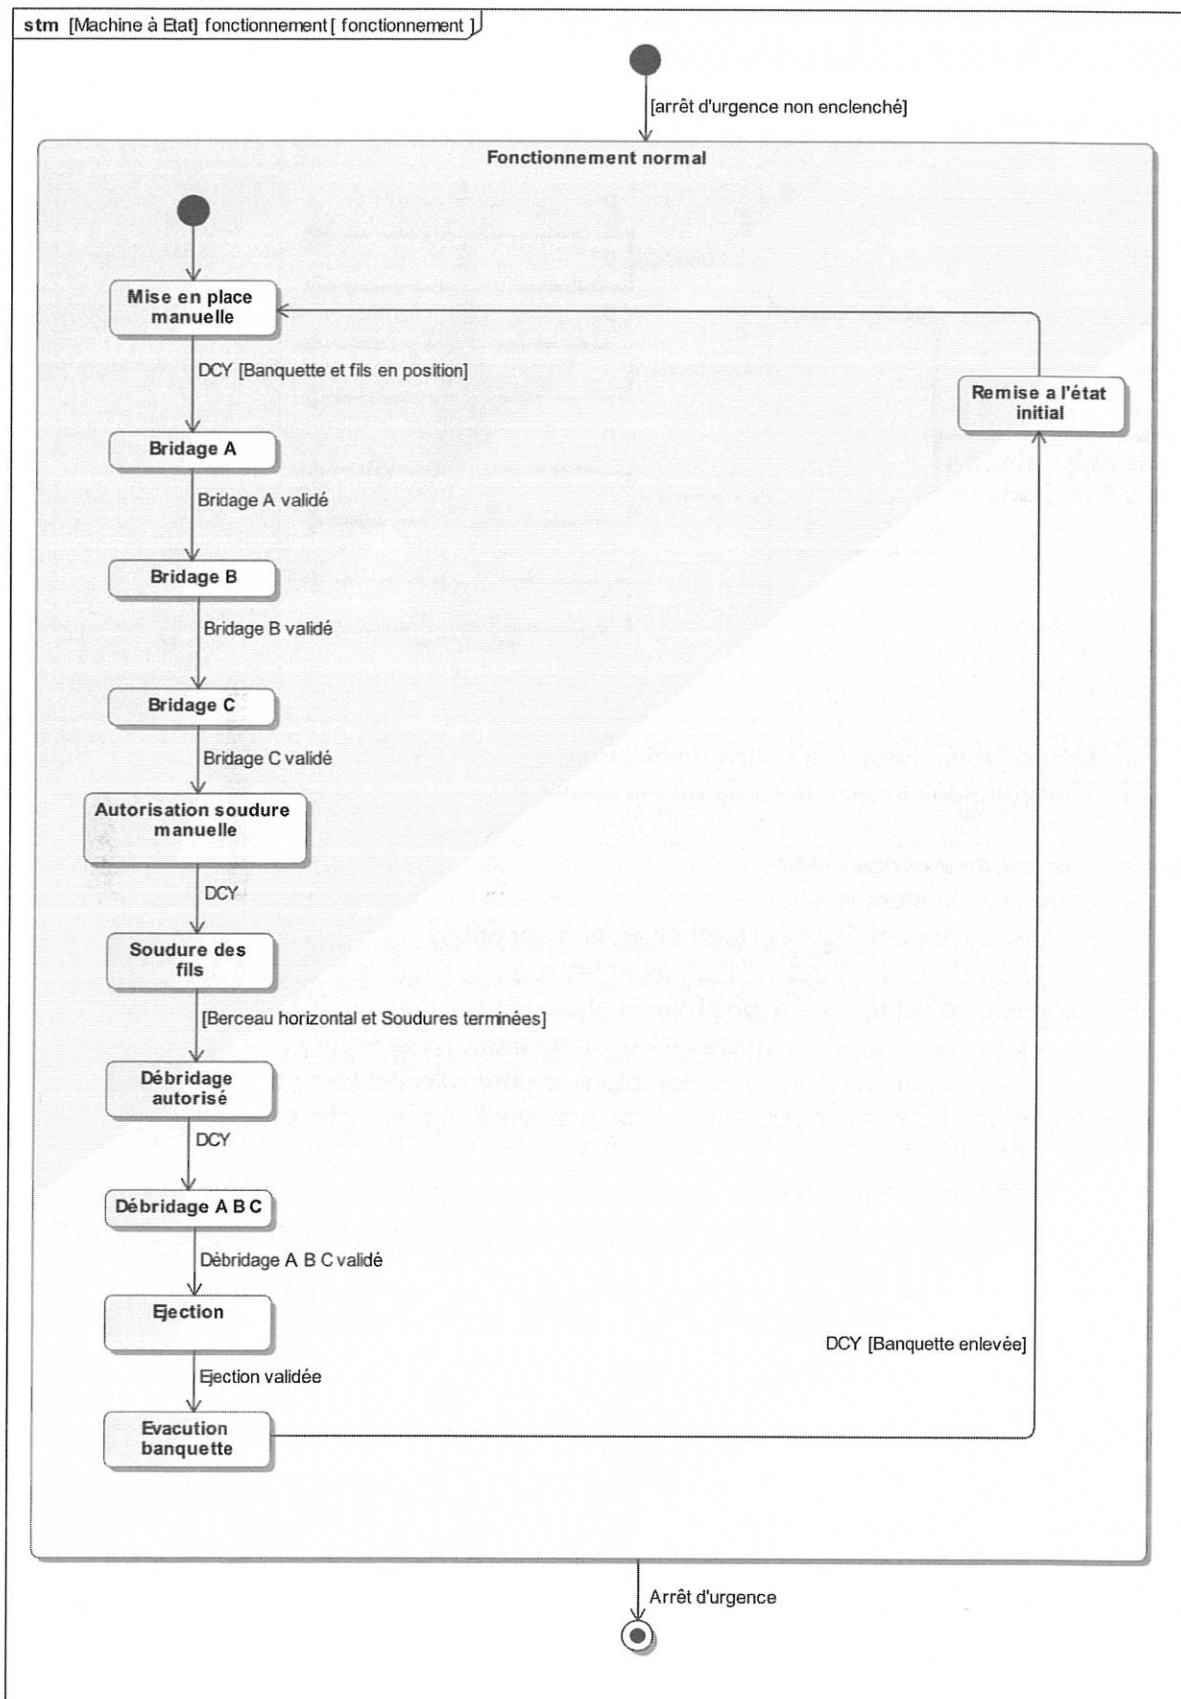 stm [Machine à Etat] fonctionnement [ fonctionnement ]
[arrêt d'urgence non enclenché]
Fonctionnement normal
Mise en place
manuelle
DCY [Banquette et fils en position]
Remise a l'état
initial
Bridage A
Bridage A validé
Bridage B
Bridage B validé
Bridage C
Bridage C validé
Autorisation soudure
manuelle
DCY
Soudure des
fils
[Berceau horizontal et Soudures terminées]
Débridage
autorisé
DCY
Débridage A B C
Débridage A B C validé
Ejection
DCY [Banquette enlevée]
Ejection validée
Evacution
banquette
Arrêt d'urgence